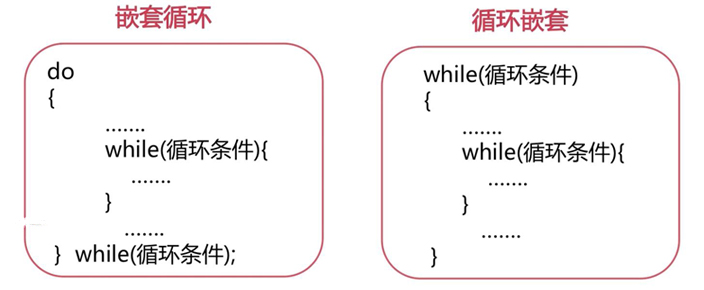 嵌套循环
do
{
.......
while(循环条件){
.......
}
.......
} while(循环条件);
循环嵌套
while(循环条件)
{
.......
while(循环条件){
.......
}
.......
}